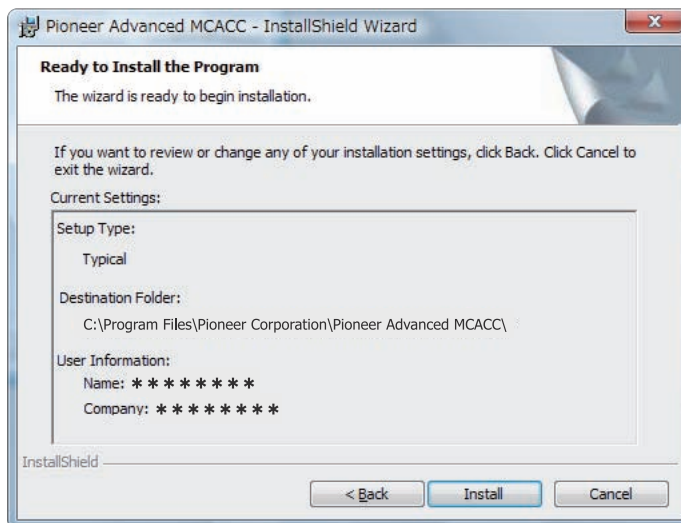 Pioneer Advanced MCACC - InstallShield Wizard
Ready to Install the Program
The wizard is ready to begin installation.
If you want to review or change any of your installation settings, click Back. Click Cancel to
exit the wizard.
Current Settings:
Setup Type:
Typical
Destination Folder:
C:\Program Files\Pioneer Corporation\Pioneer Advanced MCACC\
User Information:
Name: ********
Company: ********
InstallShield
< Back Install Cancel